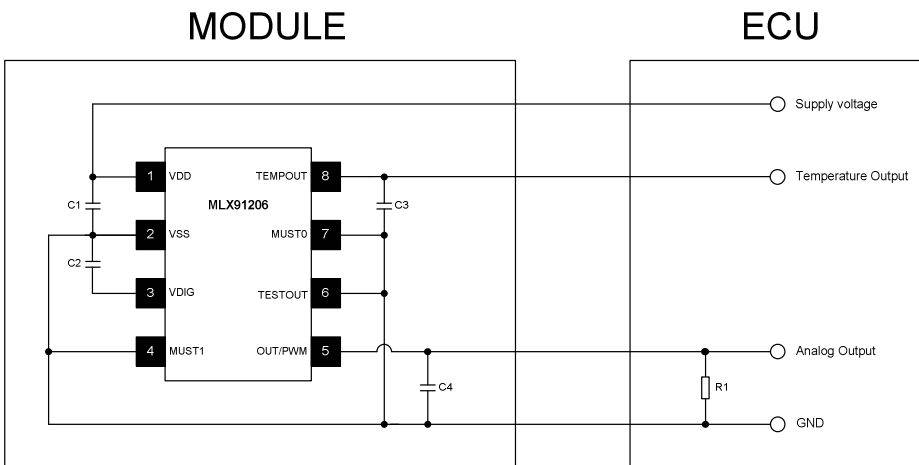 MODULE
ECU
Supply voltage
1 VDD TEMPOUT 8
Temperature Output
MLX91206
C1
C3
2 VSS MUST0 7
C2
3 VDIG TESTOUT 6
4 MUST1 OUT/PWM 5
Analog Output
C4
R1
GND